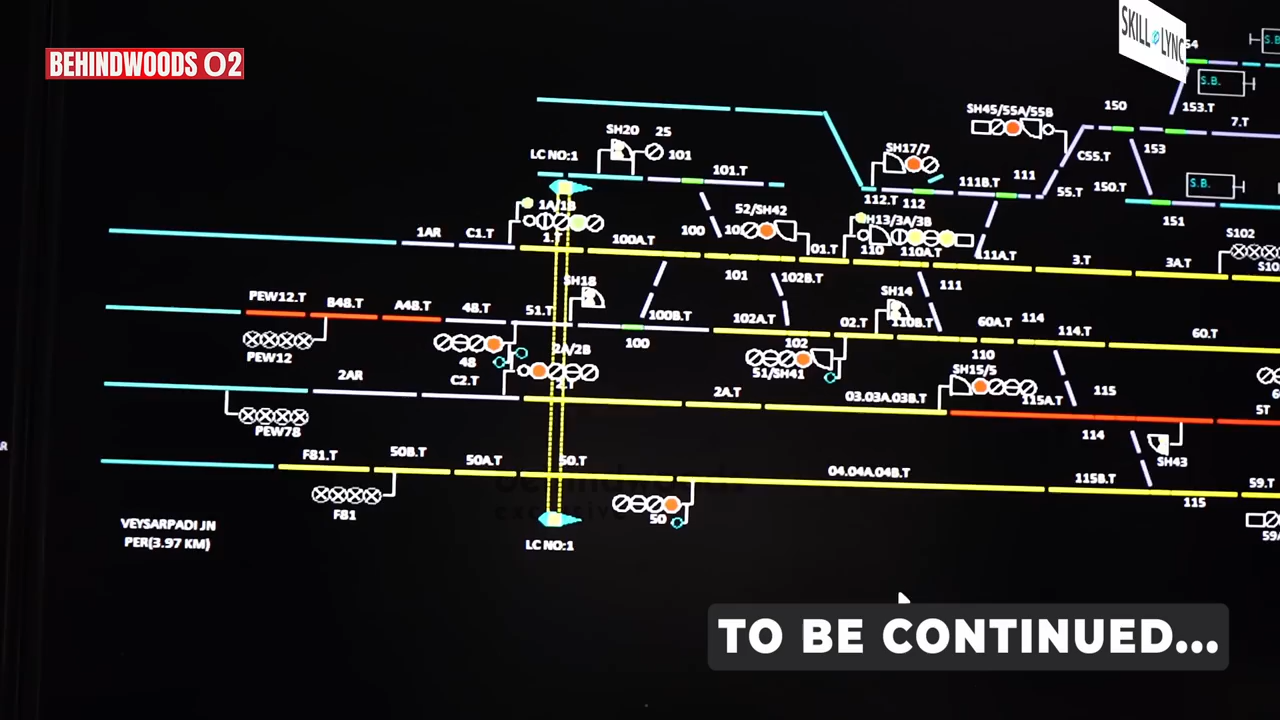 BEHINDWOODS O2
SKILL LYNC
54
S.B.
SH45/55A/55B
150
153.T
7.T
SH20
25
LC NO:1
101
101.T
SH17/7
C55.T
153
111
111B.T
55.T
150.T
S.B.
112.T
112
151
1A/1B
52/SH42
SH13/3A/3B
S102
1AR
C1.T
1.T
100A.T
100
01.T
110
110A.T
111A.T
3.T
3A.T
101
102B.T
SH18
SH14
111
PEW12.T
B48.T
A48.T
48.T
51.T
100B.T
102A.T
02.T
110B.T
60A.T
114
114.T
60.T
PEW12
100
102
110
48
2A/2B
51/SH41
SH15/5
2AR
C2.T
2A.T
03.03A.03B.T
115A.T
115
5T
PEW78
114
SH43
F81.T
50B.T
50A.T
50.T
04.04A.04B.T
115B.T
59.T
F81
50
115
VEYSARPADI JN
PER(3.97 KM)
LC NO:1
TO BE CONTINUED...